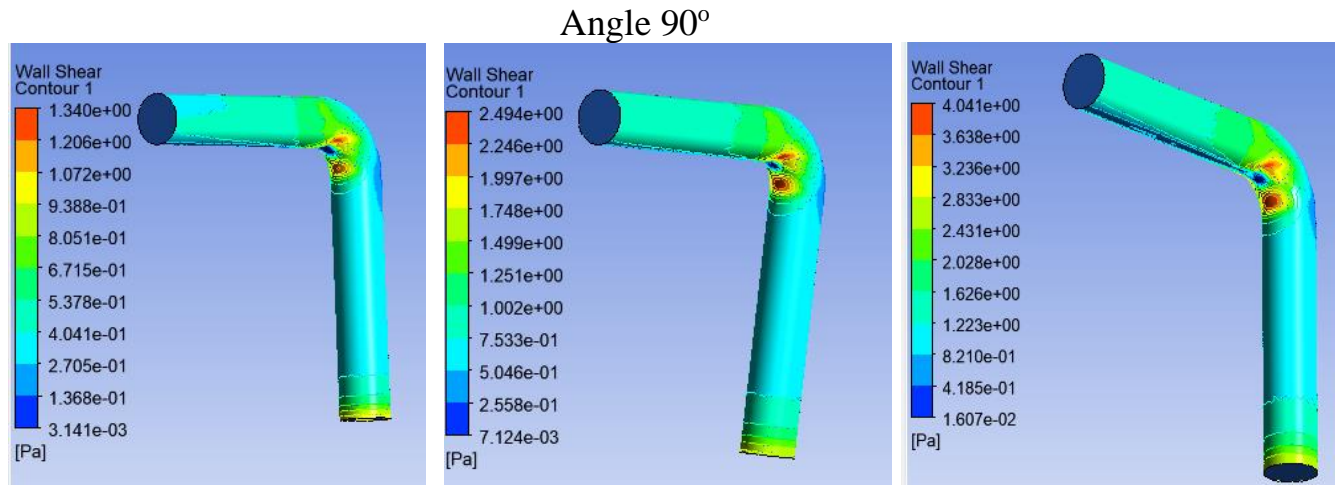 Angle 90º
Wall Shear
Contour 1
1.340e+00
1.206e+00
1.072e+00
9.388e-01
8.051e-01
6.715e-01
5.378e-01
4.041e-01
2.705e-01
1.368e-01
3.141e-03
[Pa]
Wall Shear
Contour 1
2.494e+00
2.246e+00
1.997e+00
1.748e+00
1.499e+00
1.251e+00
1.002e+00
7.533e-01
5.046e-01
2.558e-01
7.124e-03
[Pa]
Wall Shear
Contour 1
4.041e+00
3.638e+00
3.236e+00
2.833e+00
2.431e+00
2.028e+00
1.626e+00
1.223e+00
8.210e-01
4.185e-01
1.607e-02
[Pa]